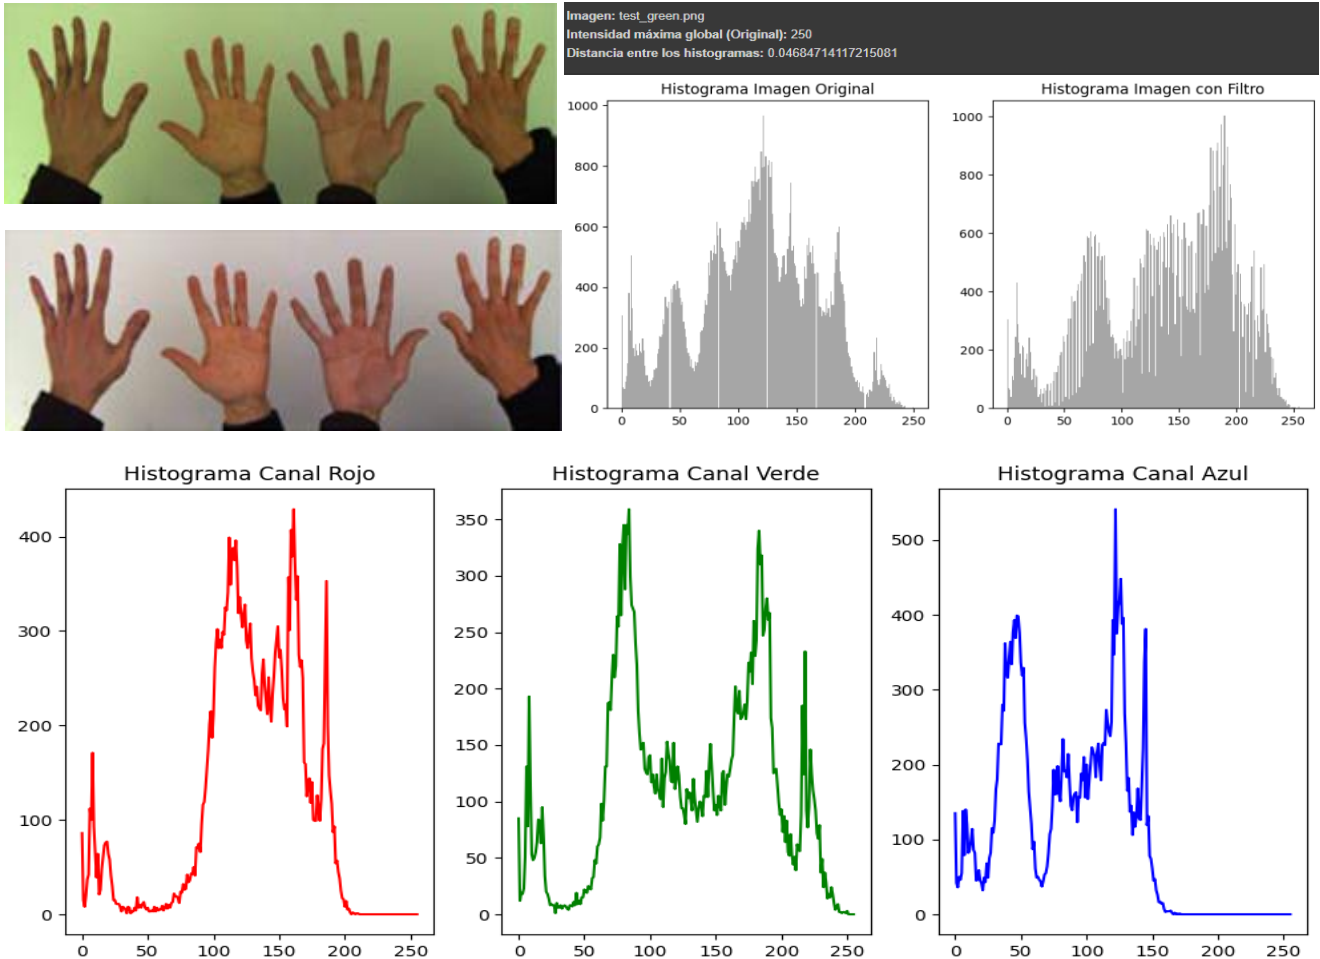 Imagen: test_green.png
Intensidad máxima global (Original): 250
Distancia entre los histogramas: 0.04684714117215081
Histograma Imagen Original
1000
800
600
400
200
0
0 50 100 150 200 250
Histograma Imagen con Filtro
1000
800
600
400
200
0
0 50 100 150 200 250
Histograma Canal Rojo
400
300
200
100
0
0 50 100 150 200 250
Histograma Canal Verde
350
300
250
200
150
100
50
0
0 50 100 150 200 250
Histograma Canal Azul
500
400
300
200
100
0
0 50 100 150 200 250